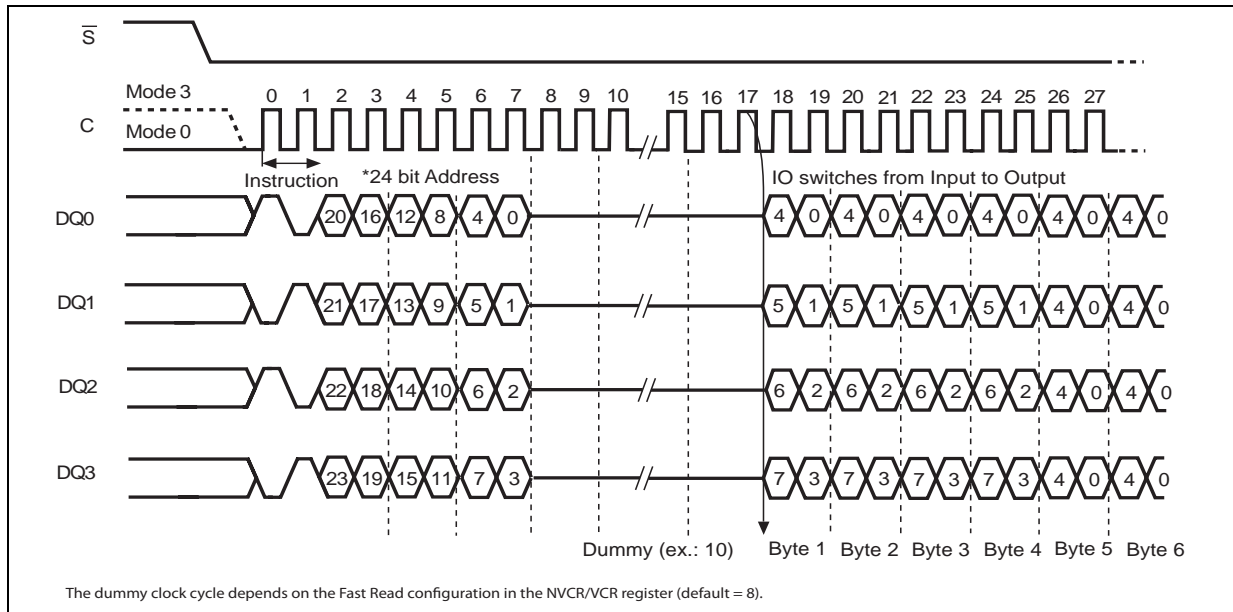 S
Mode 3
C
Mode 0
0 1 2 3 4 5 6 7 8 9 10 15 16 17 18 19 20 21 22 23 24 25 26 27
Instruction
*24 bit Address
IO switches from Input to Output
DQ0
20 16 12 8 4 0 4 0 4 0 4 0 4 0 4 0 4 0
DQ1
21 17 13 9 5 1 5 1 5 1 5 1 5 1 4 0 4 0
DQ2
22 18 14 10 6 2 6 2 6 2 6 2 6 2 4 0 4 0
DQ3
23 19 15 11 7 3 7 3 7 3 7 3 7 3 4 0 4 0
Dummy (ex.: 10)
Byte 1 Byte 2 Byte 3 Byte 4 Byte 5 Byte 6
The dummy clock cycle depends on the Fast Read configuration in the NVCR/VCR register (default = 8).